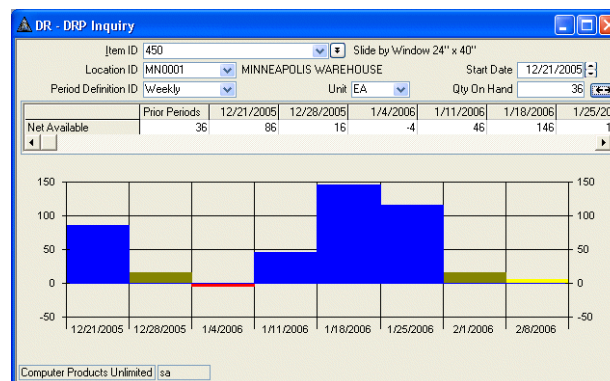 DR - DRP Inquiry
Item ID 450 Slide by Window 24" x 40"
Location ID MN0001 MINNEAPOLIS WAREHOUSE Start Date 12/21/2005
Period Definition ID Weekly Unit EA Qty On Hand 36
Prior Periods 12/21/2005 12/28/2005 1/4/2006 1/11/2006 1/18/2006 1/25/20
Net Available 36 86 16 -4 46 146 1
150 150
100 100
50 50
0 0
-50 -50
12/21/2005 12/28/2005 1/4/2006 1/11/2006 1/18/2006 1/25/2006 2/1/2006 2/8/2006
Computer Products Unlimited sa